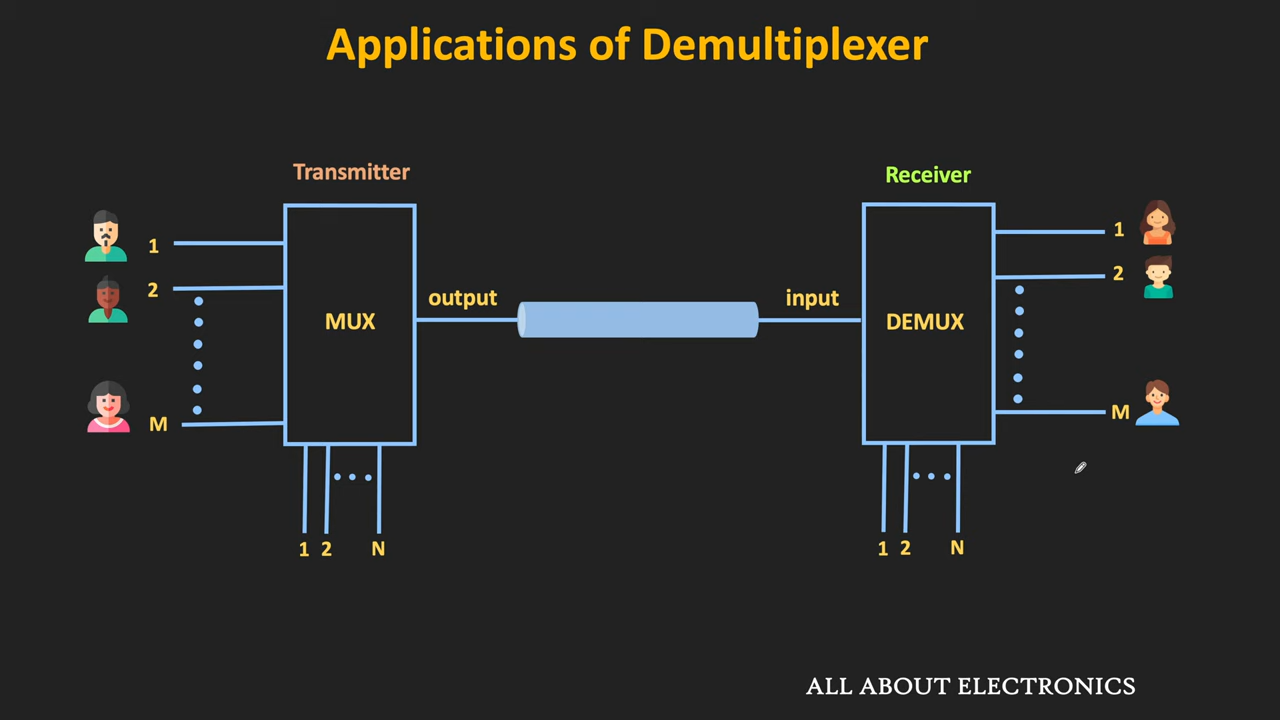 Applications of Demultiplexer
Transmitter
Receiver
1
2
M
MUX
output
input
DEMUX
1
2
M
1 2 N
1 2 N
ALL ABOUT ELECTRONICS